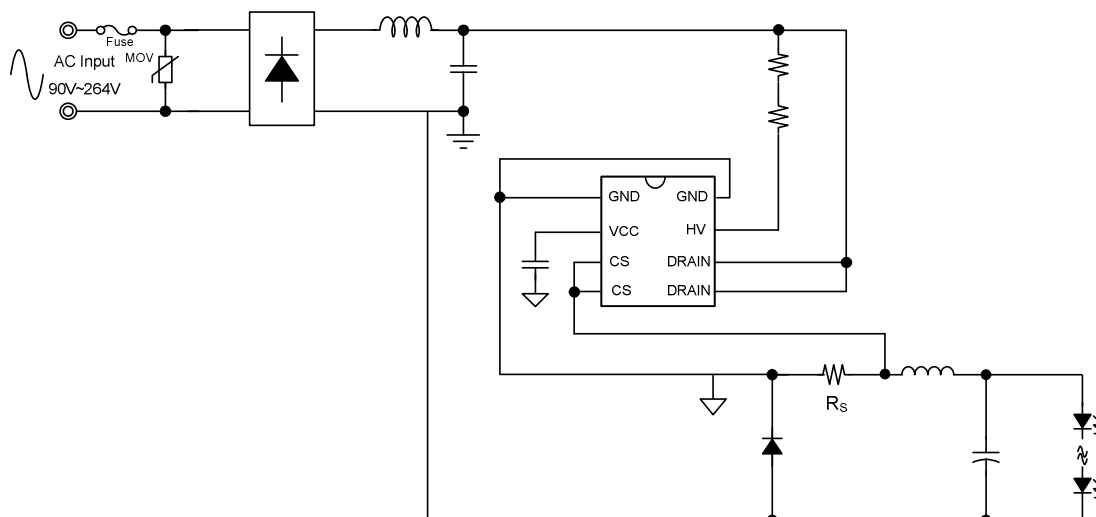 Fuse
MOV
AC Input
90V~264V
GND
GND
VCC
HV
CS
DRAIN
CS
DRAIN
RS